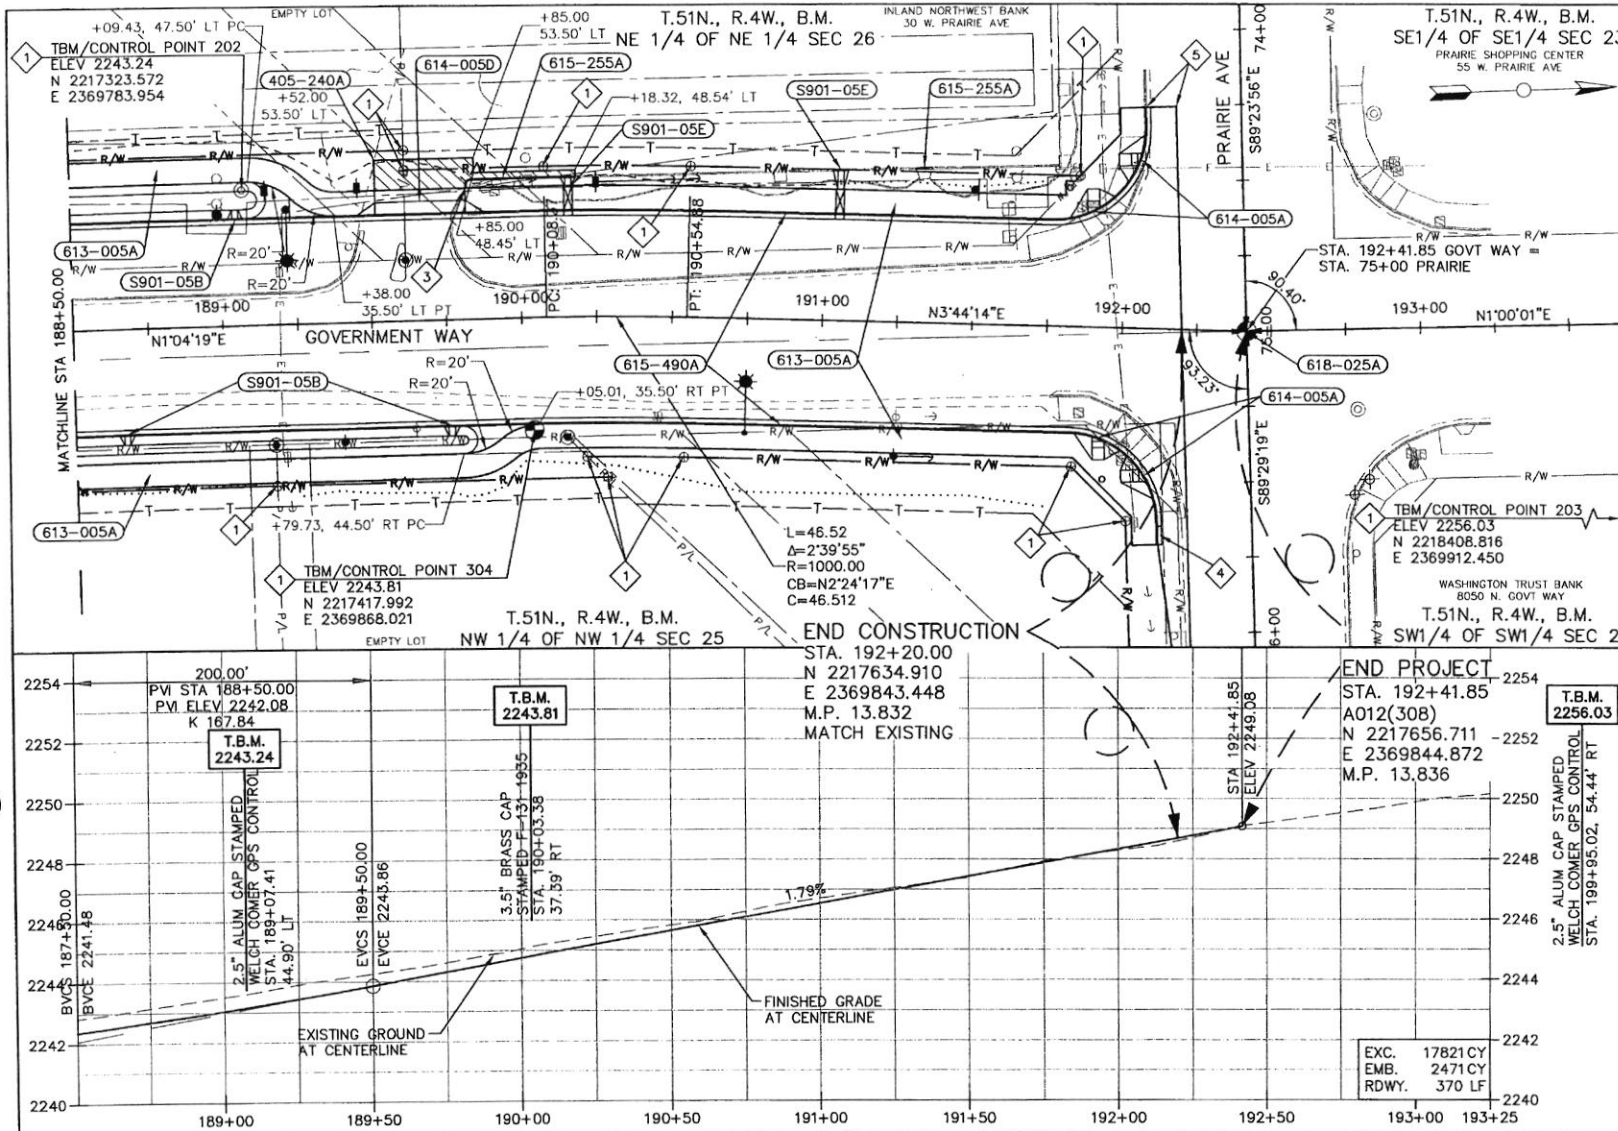 +09.43, 47.50' LT PC
EMPTY LOT
+85.00
53.50' LT
T.51N., R.4W., B.M.
NE 1/4 OF NE 1/4 SEC 26
INLAND NORTHWEST BANK
30 W. PRAIRIE AVE
T.51N., R.4W., B.M.
SE1/4 OF SE1/4 SEC 23
PRAIRIE SHOPPING CENTER
55 W. PRAIRIE AVE
1
TBM/CONTROL POINT 202
ELEV 2243.24
N 2217323.572
E 2369783.954
405-240A
614-005D
615-255A
+52.00
53.50' LT
1
1
+18.32, 48.54' LT
S901-05E
S901-05E
615-255A
1
5
R/W
PRAIRIE AVE
74+00
S89°23'56"E
R/W
R/W
613-005A
S901-05B
R=20'
R=20'
+38.00
35.50' LT PT
3
+85.00
48.45' LT
1
PC: 190+08.37
PT: 190+54.88
614-005A
STA. 192+41.85 GOVT WAY =
STA. 75+00 PRAIRIE
90.40°
MATCHLINE STA 188+50.00
189+00
190+00
191+00
192+00
193+00
N1°04'19"E
GOVERNMENT WAY
N3°44'14"E
N1°00'01"E
75+00
93.23°
618-025A
615-490A
613-005A
614-005A
R=20'
R=20'
S901-05B
+05.01, 35.50' RT PT
S89°29'19"E
613-005A
1
+79.73, 44.50' RT PC
1
TBM/CONTROL POINT 304
ELEV 2243.81
N 2217417.992
E 2369868.021
EMPTY LOT
P/L
P/L
P/L
1
L=46.52
Δ=2°39'55"
R=1000.00
CB=N2°24'17"E
C=46.512
1
4
1
TBM/CONTROL POINT 203
ELEV 2256.03
N 2218408.816
E 2369912.450
WASHINGTON TRUST BANK
8050 N. GOVT WAY
T.51N., R.4W., B.M.
SW1/4 OF SW1/4 SEC 2
T.51N., R.4W., B.M.
NW 1/4 OF NW 1/4 SEC 25
6+00
END CONSTRUCTION
STA. 192+20.00
N 2217634.910
E 2369843.448
M.P. 13.832
MATCH EXISTING
END PROJECT
STA. 192+41.85
A012(308)
N 2217656.711
E 2369844.872
M.P. 13.836
STA 192+41.85
ELEV 2249.08
200.00'
PVI STA 188+50.00
PVI ELEV 2242.08
K 167.84
T.B.M.
2243.24
2.5" ALUM CAP STAMPED
WELCH COMER GPS CONTROL
STA. 189+07.41
44.90' LT
T.B.M.
2243.81
3.5" BRASS CAP
STAMPED F-131 1935
STA. 190+03.38
37.39' RT
T.B.M.
2256.03
2.5" ALUM CAP STAMPED
WELCH COMER GPS CONTROL
STA. 199+95.02, 54.44' RT
BVCS 187+50.00
BVCE 2241.48
EVCS 189+50.00
EVCE 2243.86
1.79%
EXISTING GROUND
AT CENTERLINE
FINISHED GRADE
AT CENTERLINE
2254
2252
2250
2248
2246
2244
2242
2240
2254
2252
2250
2248
2246
2244
2242
2240
EXC. 17821 CY
EMB. 2471 CY
RDWY. 370 LF
189+00
189+50
190+00
190+50
191+00
191+50
192+00
192+50
193+00
193+25